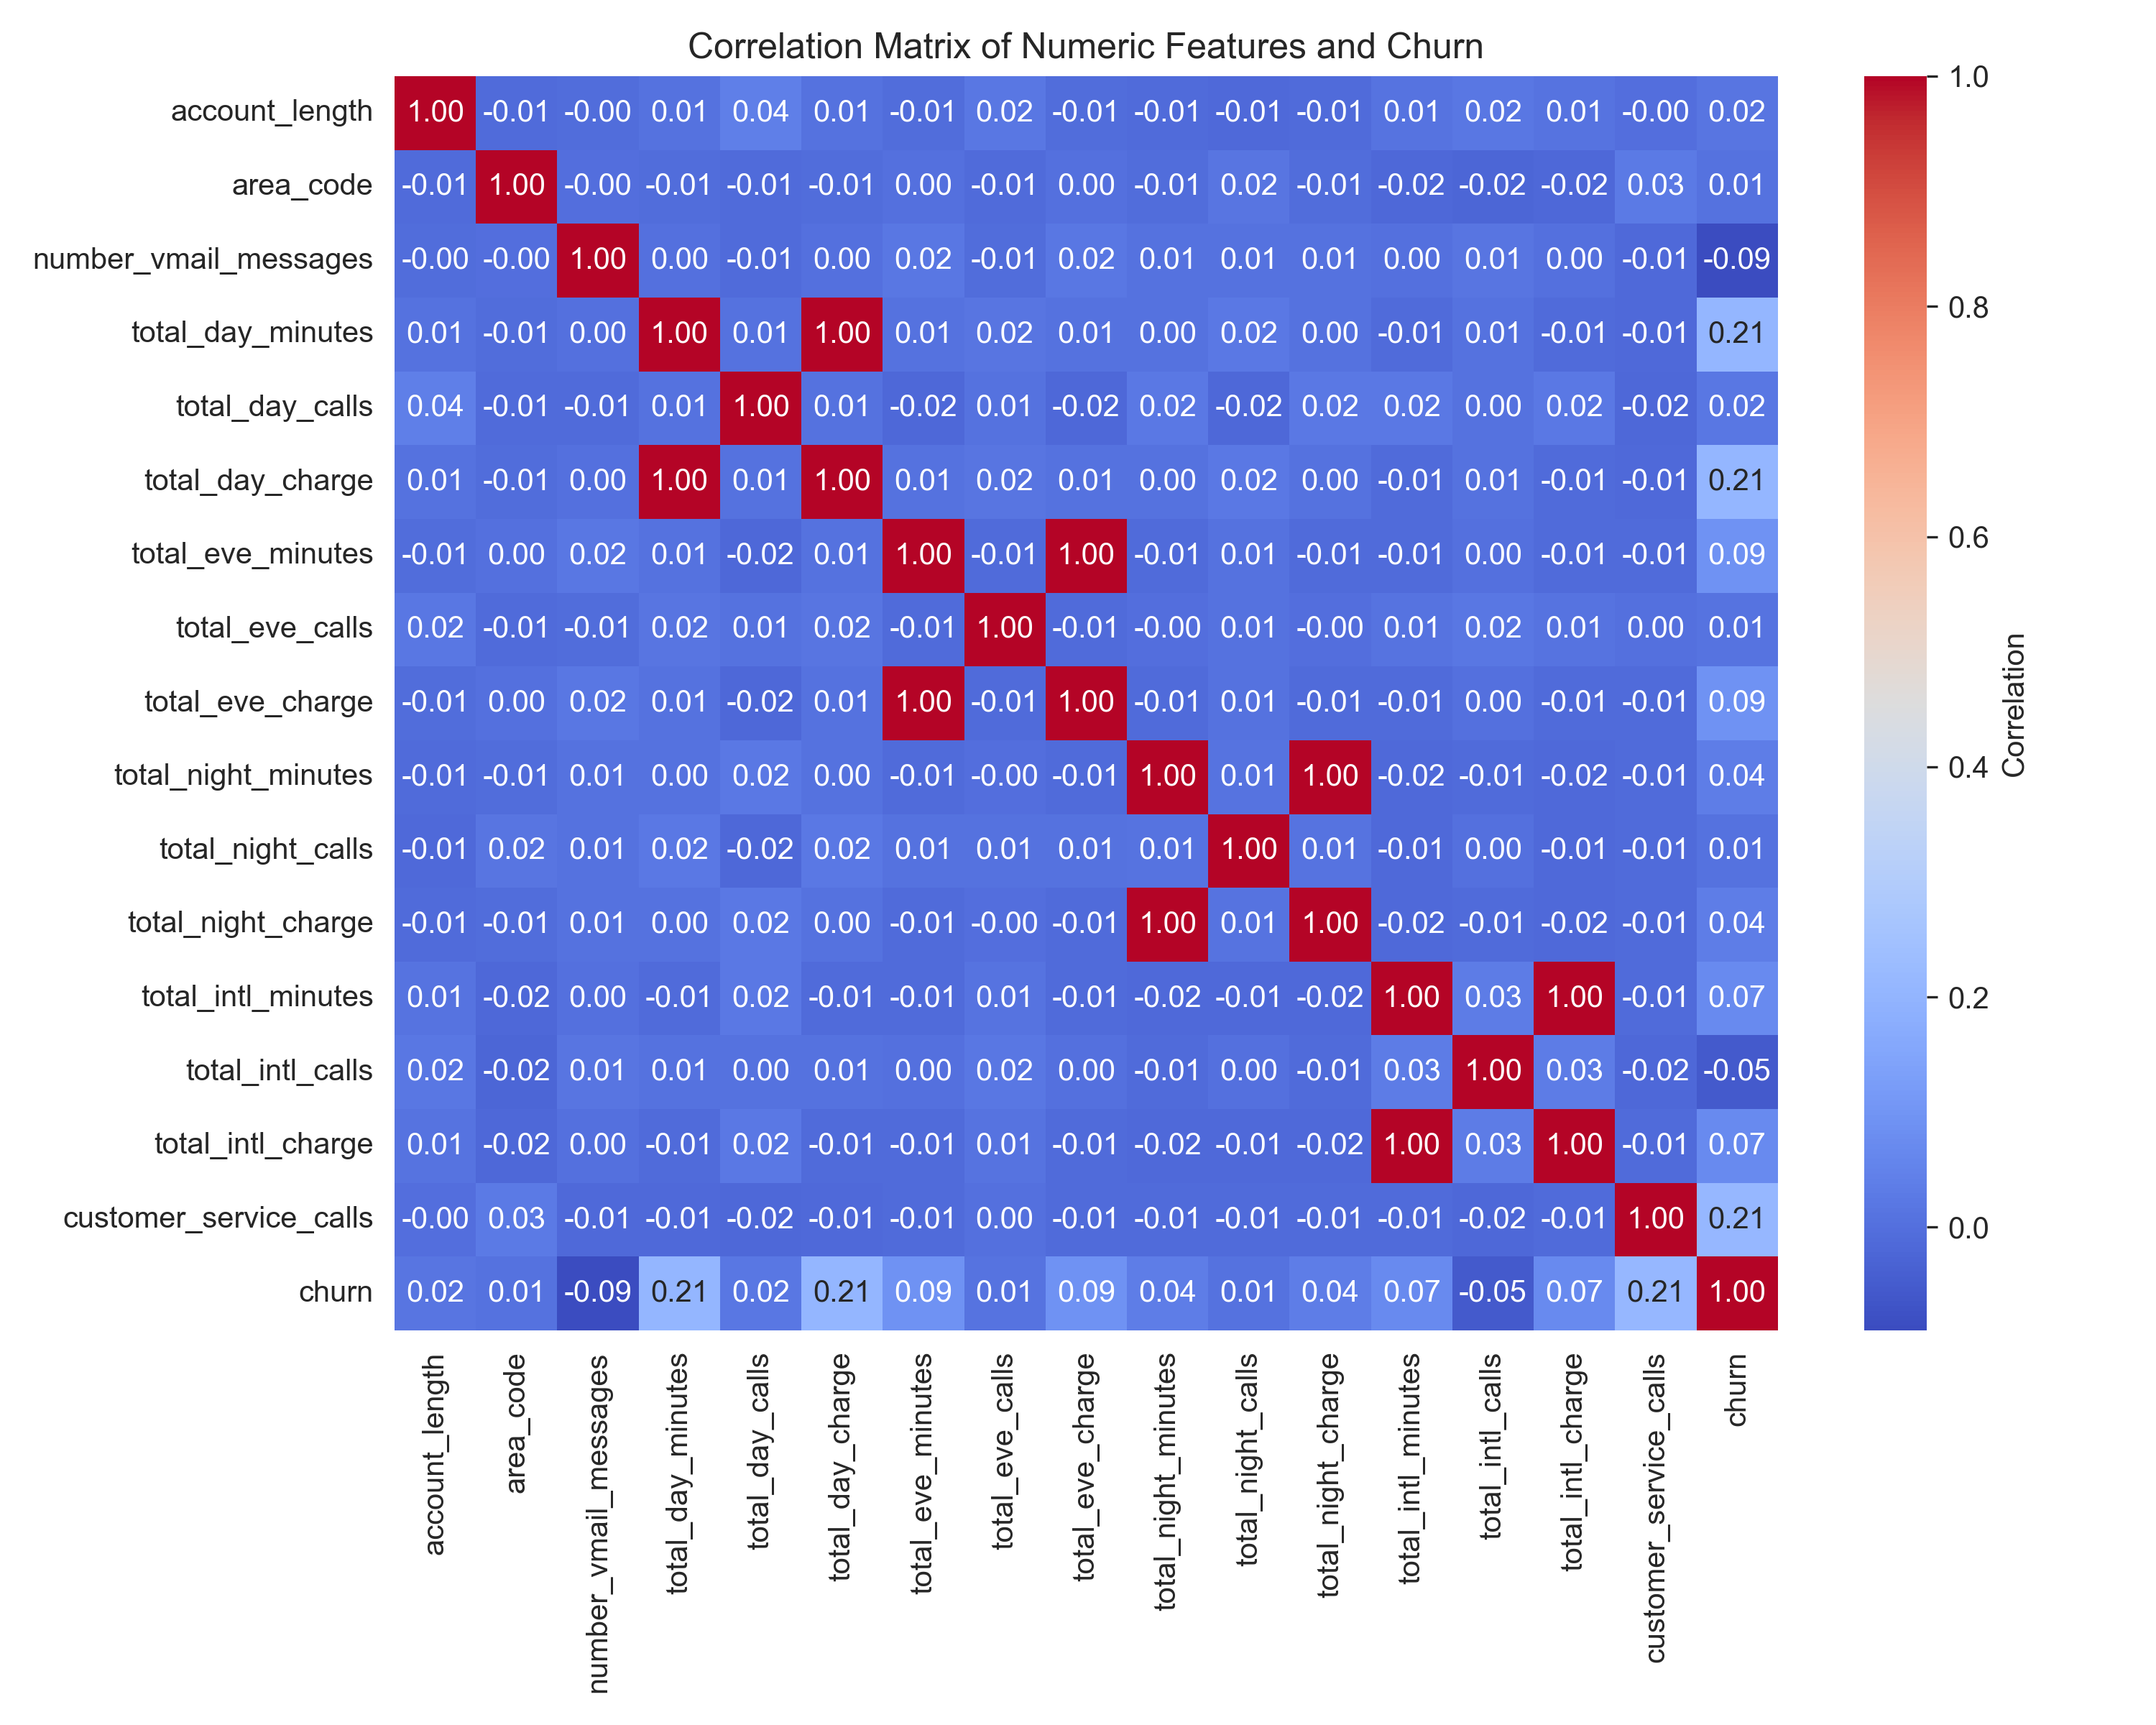 Correlation Matrix of Numeric Features and Churn
account_length 1.00 -0.01 -0.00 0.01 0.04 0.01 -0.01 0.02 -0.01 -0.01 -0.01 -0.01 0.01 0.02 0.01 -0.00 0.02
area_code -0.01 1.00 -0.00 -0.01 -0.01 -0.01 0.00 -0.01 0.00 -0.01 0.02 -0.01 -0.02 -0.02 -0.02 0.03 0.01
number_vmail_messages -0.00 -0.00 1.00 0.00 -0.01 0.00 0.02 -0.01 0.02 0.01 0.01 0.01 0.00 0.01 0.00 -0.01 -0.09
total_day_minutes 0.01 -0.01 0.00 1.00 0.01 1.00 0.01 0.02 0.01 0.00 0.02 0.00 -0.01 0.01 -0.01 -0.01 0.21
total_day_calls 0.04 -0.01 -0.01 0.01 1.00 0.01 -0.02 0.01 -0.02 0.02 -0.02 0.02 0.02 0.00 0.02 -0.02 0.02
total_day_charge 0.01 -0.01 0.00 1.00 0.01 1.00 0.01 0.02 0.01 0.00 0.02 0.00 -0.01 0.01 -0.01 -0.01 0.21
total_eve_minutes -0.01 0.00 0.02 0.01 -0.02 0.01 1.00 -0.01 1.00 -0.01 0.01 -0.01 -0.01 0.00 -0.01 -0.01 0.09
total_eve_calls 0.02 -0.01 -0.01 0.02 0.01 0.02 -0.01 1.00 -0.01 -0.00 0.01 -0.00 0.01 0.02 0.01 0.00 0.01
total_eve_charge -0.01 0.00 0.02 0.01 -0.02 0.01 1.00 -0.01 1.00 -0.01 0.01 -0.01 -0.01 0.00 -0.01 -0.01 0.09
total_night_minutes -0.01 -0.01 0.01 0.00 0.02 0.00 -0.01 -0.00 -0.01 1.00 0.01 1.00 -0.02 -0.01 -0.02 -0.01 0.04
total_night_calls -0.01 0.02 0.01 0.02 -0.02 0.02 0.01 0.01 0.01 0.01 1.00 0.01 -0.01 0.00 -0.01 -0.01 0.01
total_night_charge -0.01 -0.01 0.01 0.00 0.02 0.00 -0.01 -0.00 -0.01 1.00 0.01 1.00 -0.02 -0.01 -0.02 -0.01 0.04
total_intl_minutes 0.01 -0.02 0.00 -0.01 0.02 -0.01 -0.01 0.01 -0.01 -0.02 -0.01 -0.02 1.00 0.03 1.00 -0.01 0.07
total_intl_calls 0.02 -0.02 0.01 0.01 0.00 0.01 0.00 0.02 0.00 -0.01 0.00 -0.01 0.03 1.00 0.03 -0.02 -0.05
total_intl_charge 0.01 -0.02 0.00 -0.01 0.02 -0.01 -0.01 0.01 -0.01 -0.02 -0.01 -0.02 1.00 0.03 1.00 -0.01 0.07
customer_service_calls -0.00 0.03 -0.01 -0.01 -0.02 -0.01 -0.01 0.00 -0.01 -0.01 -0.01 -0.01 -0.01 -0.02 -0.01 1.00 0.21
churn 0.02 0.01 -0.09 0.21 0.02 0.21 0.09 0.01 0.09 0.04 0.01 0.04 0.07 -0.05 0.07 0.21 1.00
account_length
area_code
number_vmail_messages
total_day_minutes
total_day_calls
total_day_charge
total_eve_minutes
total_eve_calls
total_eve_charge
total_night_minutes
total_night_calls
total_night_charge
total_intl_minutes
total_intl_calls
total_intl_charge
customer_service_calls
churn
1.0
0.8
0.6
0.4
0.2
0.0
Correlation